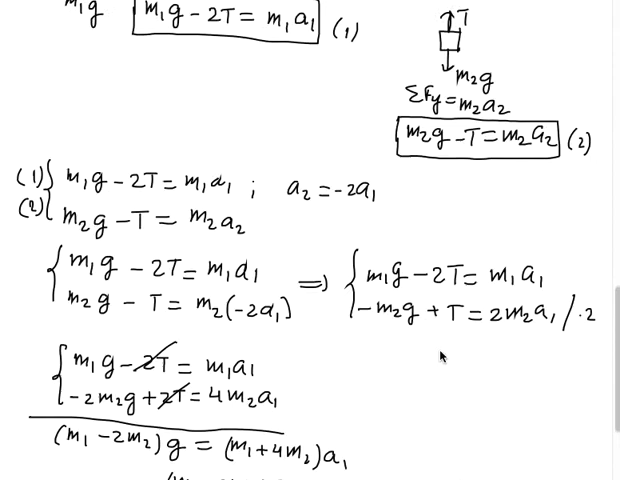 m₁g m₁g - 2T = m₁a₁ (1)
T
m₂g
ΣFy = m₂a₂
m₂g - T = m₂a₂ (2)
(1) { m₁g - 2T = m₁a₁ ; a₂ = -2a₁
(2) m₂g - T = m₂a₂
{ m₁g - 2T = m₁a₁ ⇒ { m₁g - 2T = m₁a₁
m₂g - T = m₂(-2a₁) -m₂g + T = 2m₂a₁ / ·2
{ m₁g - 2T = m₁a₁
-2m₂g + 2T = 4m₂a₁
(m₁ - 2m₂)g = (m₁ + 4m₂)a₁